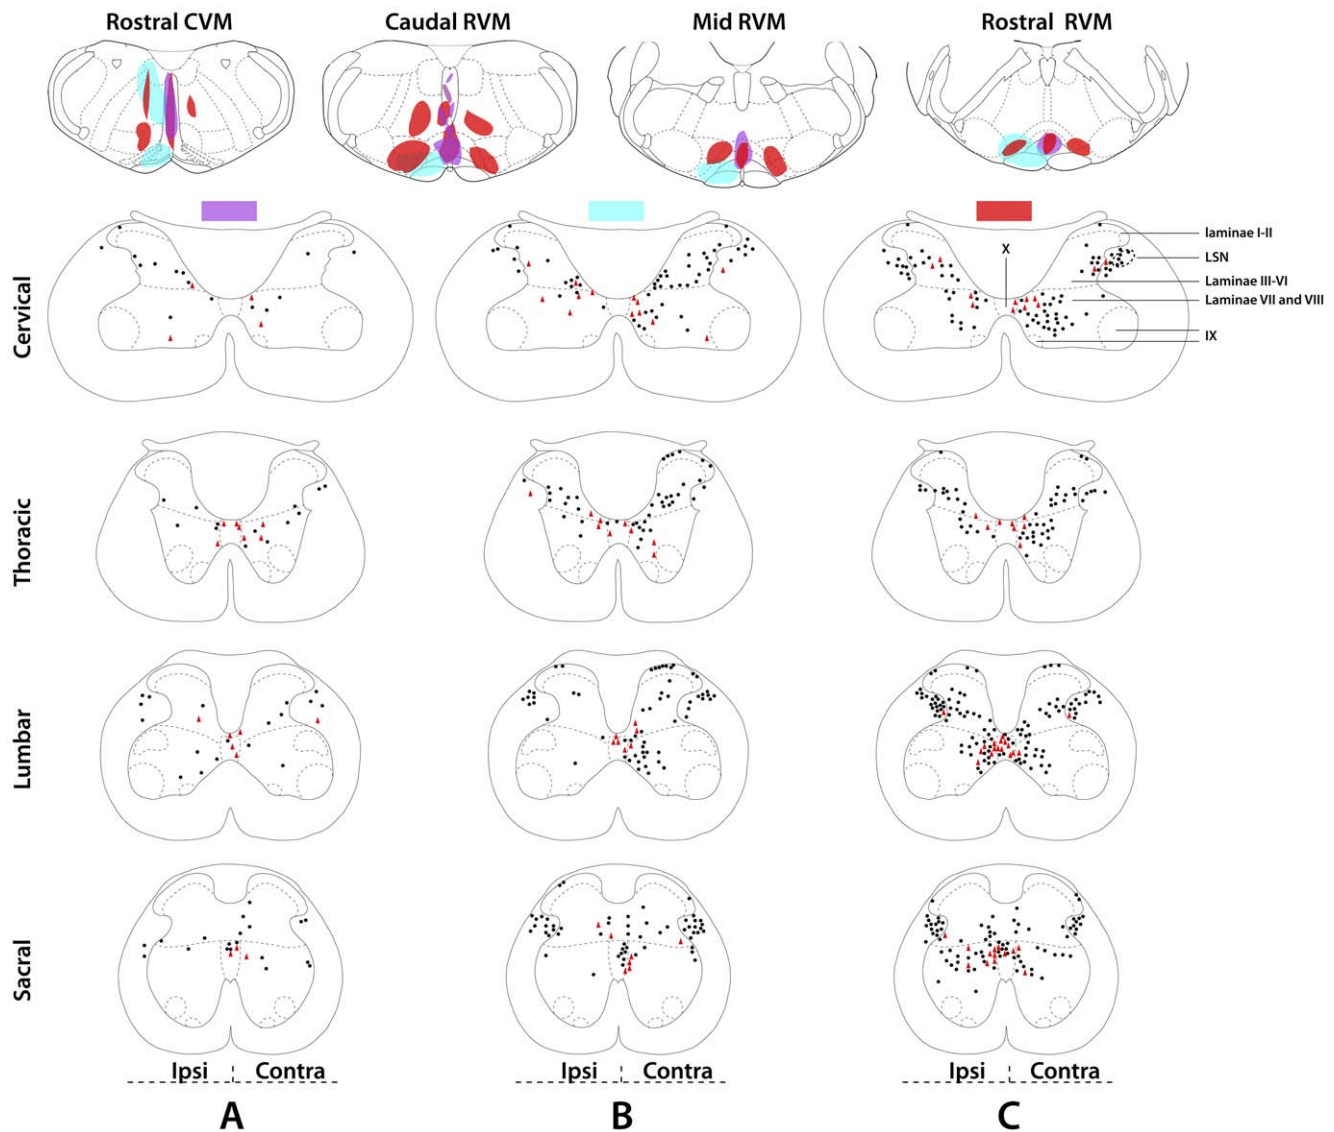 Rostral CVM
Caudal RVM
Mid RVM
Rostral RVM
Cervical
X
laminae I-II
LSN
Laminae III-VI
Laminae VII and VIII
IX
Thoracic
Lumbar
Sacral
Ipsi Contra
Ipsi Contra
Ipsi Contra
A
B
C